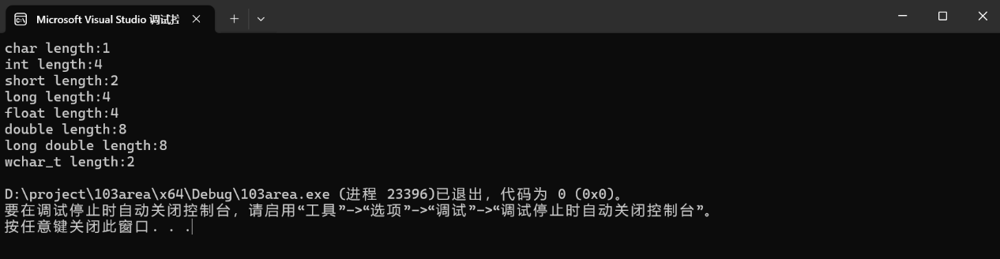 Microsoft Visual Studio 调试
char length:1
int length:4
short length:2
long length:4
float length:4
double length:8
long double length:8
wchar_t length:2
D:\project\103area\x64\Debug\103area.exe (进程 23396)已退出，代码为 0 (0x0)。
要在调试停止时自动关闭控制台，请启用“工具”->“选项”->“调试”->“调试停止时自动关闭控制台”。
按任意键关闭此窗口. . .